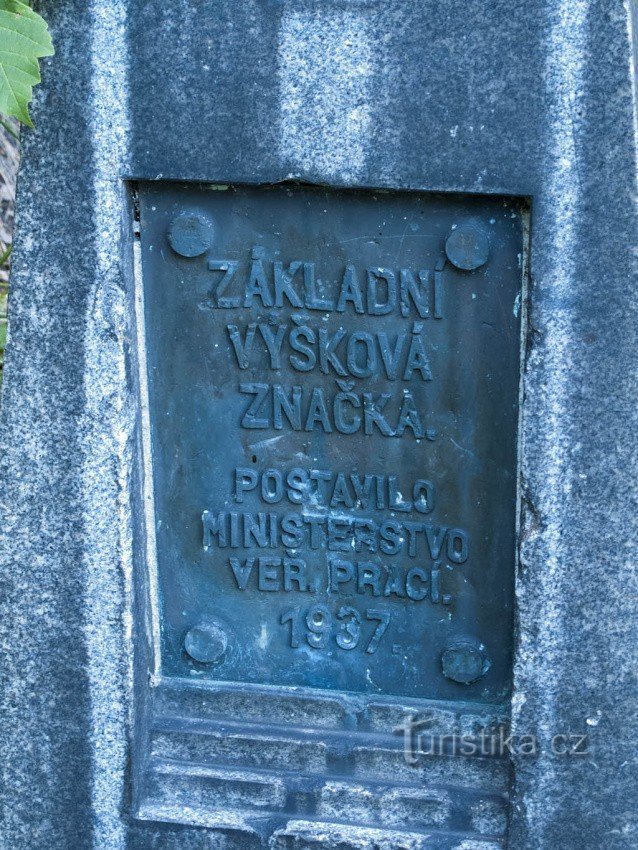 ZÁKLADNÍ
VÝŠKOVÁ
ZNAČKA.
POSTAVILO
MINISTERSTVO
VEŘ. PRACÍ.
1937.
Turistika.cz